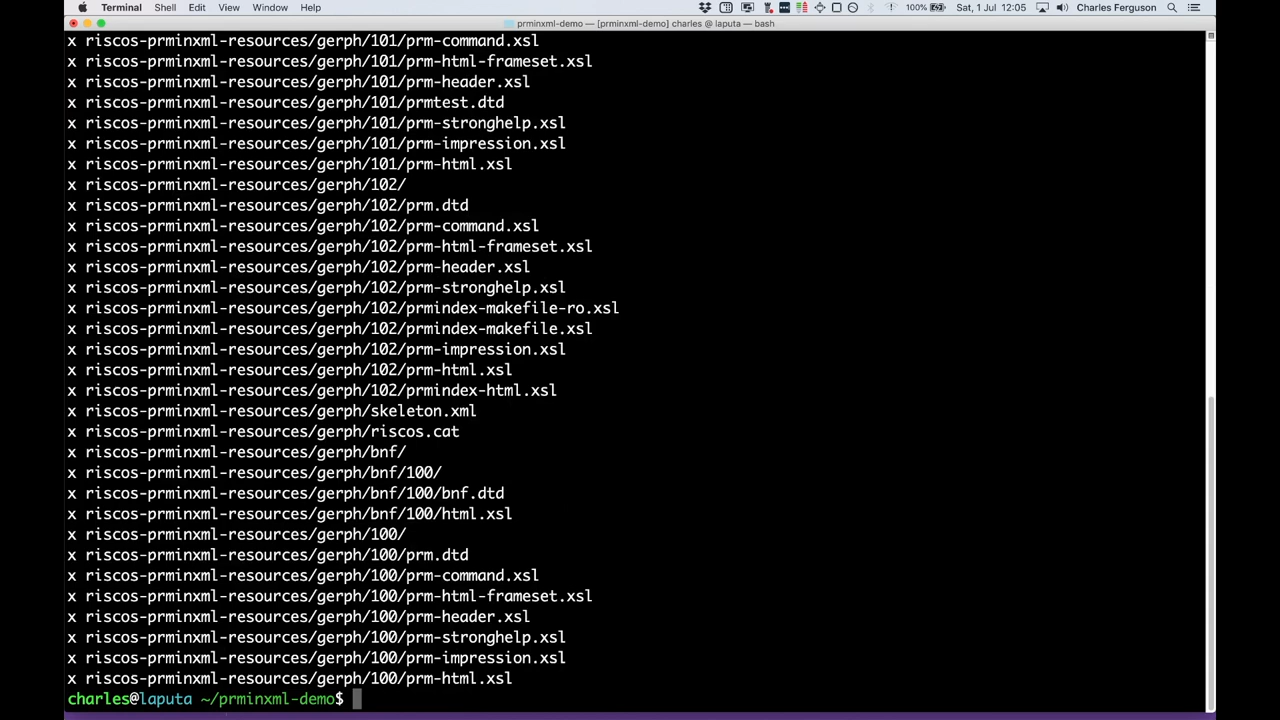 Terminal Shell Edit View Window Help 100% Sat, 1 Jul 12:05 Charles Ferguson
prminxml-demo — [prminxml-demo] charles @ laputa — bash
x riscos-prminxml-resources/gerph/101/prm-command.xsl
x riscos-prminxml-resources/gerph/101/prm-html-frameset.xsl
x riscos-prminxml-resources/gerph/101/prm-header.xsl
x riscos-prminxml-resources/gerph/101/prmtest.dtd
x riscos-prminxml-resources/gerph/101/prm-stronghelp.xsl
x riscos-prminxml-resources/gerph/101/prm-impression.xsl
x riscos-prminxml-resources/gerph/101/prm-html.xsl
x riscos-prminxml-resources/gerph/102/
x riscos-prminxml-resources/gerph/102/prm.dtd
x riscos-prminxml-resources/gerph/102/prm-command.xsl
x riscos-prminxml-resources/gerph/102/prm-html-frameset.xsl
x riscos-prminxml-resources/gerph/102/prm-header.xsl
x riscos-prminxml-resources/gerph/102/prm-stronghelp.xsl
x riscos-prminxml-resources/gerph/102/prmindex-makefile-ro.xsl
x riscos-prminxml-resources/gerph/102/prmindex-makefile.xsl
x riscos-prminxml-resources/gerph/102/prm-impression.xsl
x riscos-prminxml-resources/gerph/102/prm-html.xsl
x riscos-prminxml-resources/gerph/102/prmindex-html.xsl
x riscos-prminxml-resources/gerph/skeleton.xml
x riscos-prminxml-resources/gerph/riscos.cat
x riscos-prminxml-resources/gerph/bnf/
x riscos-prminxml-resources/gerph/bnf/100/
x riscos-prminxml-resources/gerph/bnf/100/bnf.dtd
x riscos-prminxml-resources/gerph/bnf/100/html.xsl
x riscos-prminxml-resources/gerph/100/
x riscos-prminxml-resources/gerph/100/prm.dtd
x riscos-prminxml-resources/gerph/100/prm-command.xsl
x riscos-prminxml-resources/gerph/100/prm-html-frameset.xsl
x riscos-prminxml-resources/gerph/100/prm-header.xsl
x riscos-prminxml-resources/gerph/100/prm-stronghelp.xsl
x riscos-prminxml-resources/gerph/100/prm-impression.xsl
x riscos-prminxml-resources/gerph/100/prm-html.xsl
charles@laputa ~/prminxml-demo$